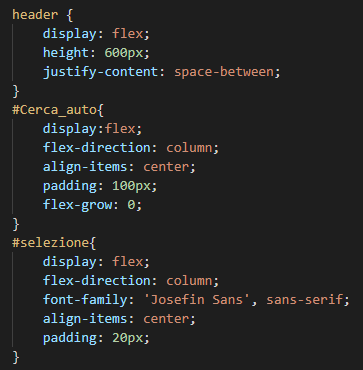 header {
    display: flex;
    height: 600px;
    justify-content: space-between;
}
#Cerca_auto{
    display:flex;
    flex-direction: column;
    align-items: center;
    padding: 100px;
    flex-grow: 0;
}
#selezione{
    display: flex;
    flex-direction: column;
    font-family: 'Josefin Sans', sans-serif;
    align-items: center;
    padding: 20px;
}